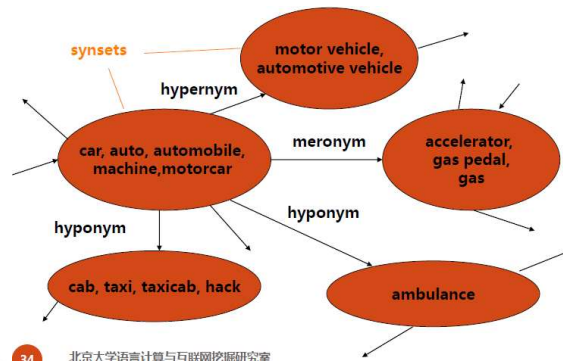 synsets
motor vehicle,
automotive vehicle
hypernym
car, auto, automobile,
machine,motorcar
meronym
accelerator,
gas pedal,
gas
hyponym
hyponym
cab, taxi, taxicab, hack
ambulance
34 北京大学语言计算与互联网挖掘研究室